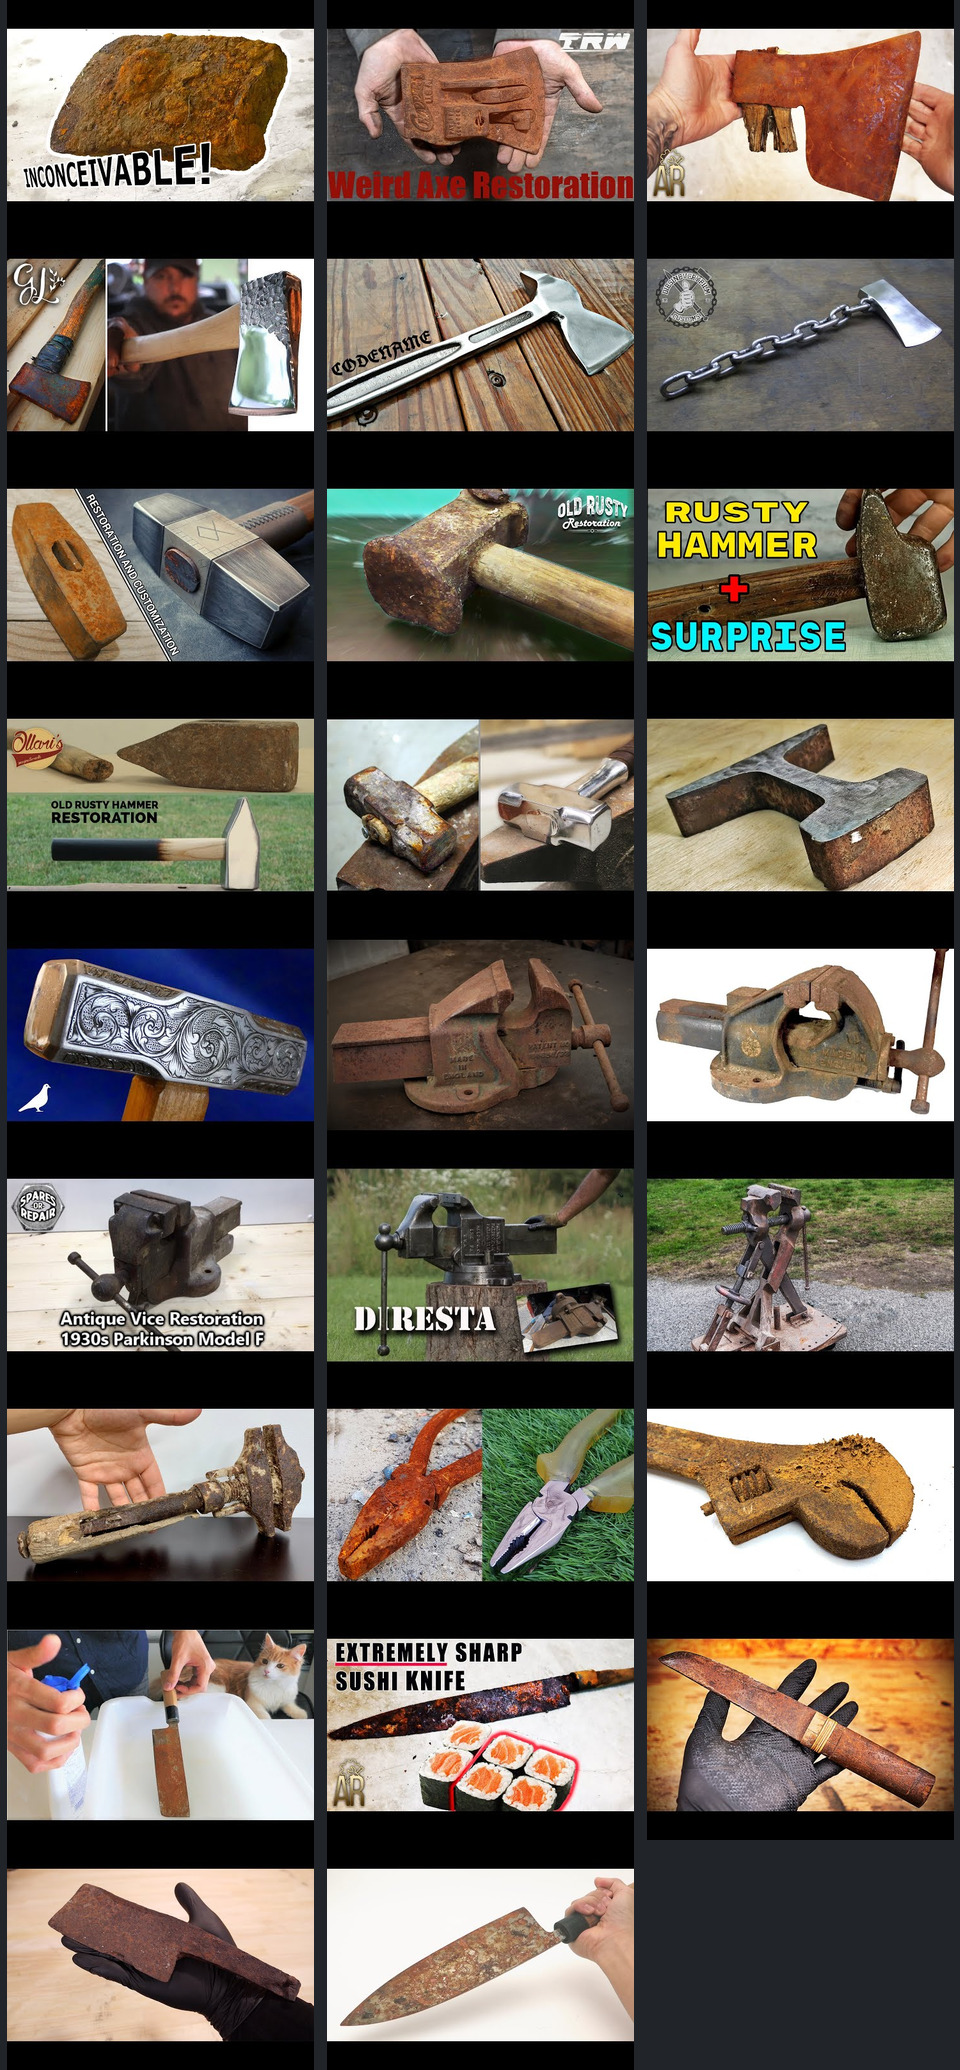 INCONCEIVABLE!
TRW
Weird Axe Restoration
AR
GL
CODENAME
RESTORATION AND CUSTOMIZATION
OLD RUSTY
Restoration
RUSTY
HAMMER
+
SURPRISE
Ollari's
OLD RUSTY HAMMER
RESTORATION
MADE
IN
ENGLAND
SPARES
OR
REPAIR
Antique Vice Restoration
1930s Parkinson Model F
DIRESTA
EXTREMELY SHARP
SUSHI KNIFE
AR